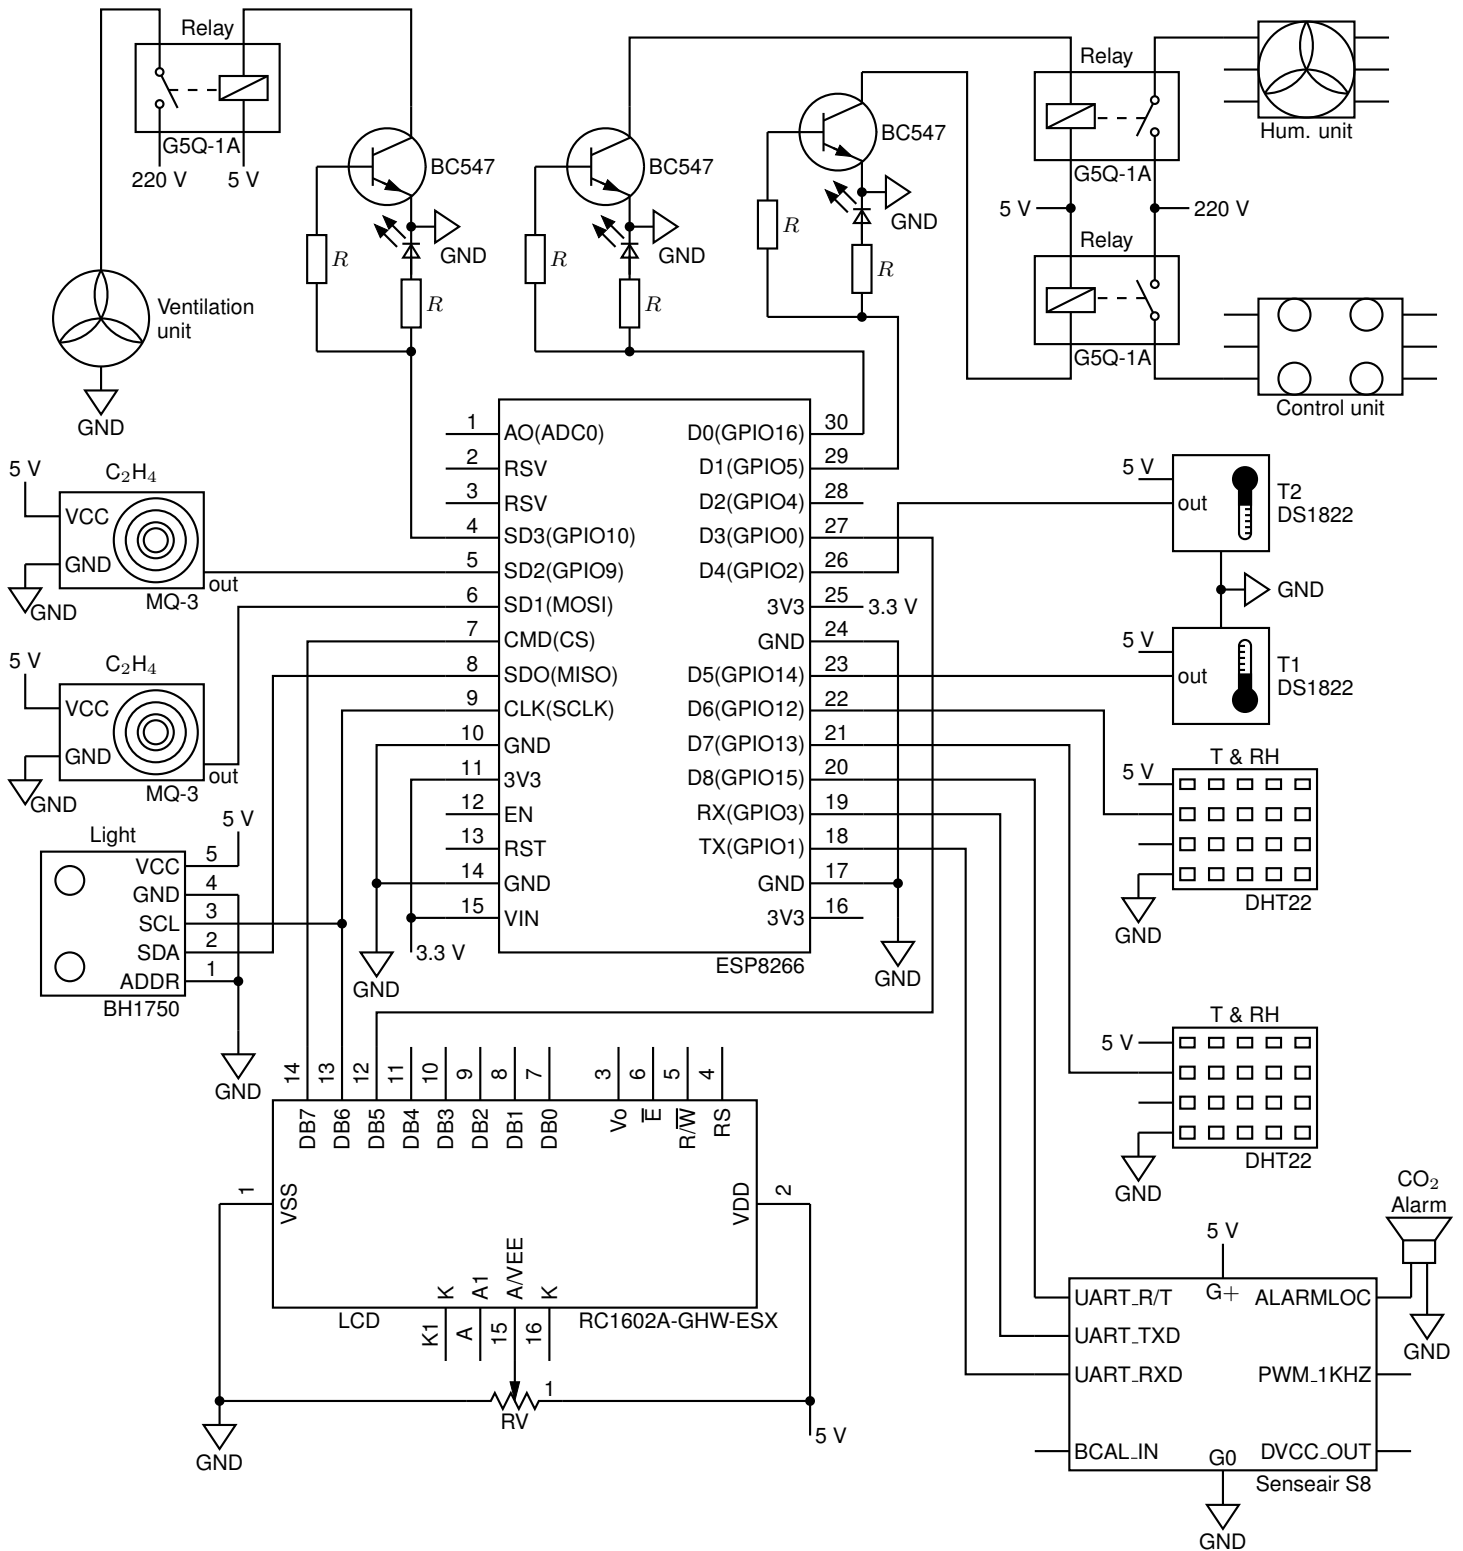 Relay
G5Q-1A
220 V
5 V
BC547
R
R
GND
BC547
R
R
GND
BC547
R
R
GND
Relay
G5Q-1A
5 V
220 V
Relay
G5Q-1A
Hum. unit
Control unit
Ventilation
unit
GND
5 V
C₂H₄
VCC
GND
GND
out
MQ-3
5 V
C₂H₄
VCC
GND
GND
out
MQ-3
Light
5 V
VCC 5
GND 4
SCL 3
SDA 2
ADDR 1
BH1750
GND
1 AO(ADC0)
2 RSV
3 RSV
4 SD3(GPIO10)
5 SD2(GPIO9)
6 SD1(MOSI)
7 CMD(CS)
8 SDO(MISO)
9 CLK(SCLK)
10 GND
11 3V3
12 EN
13 RST
14 GND
15 VIN
3.3 V
GND
D0(GPIO16) 30
D1(GPIO5) 29
D2(GPIO4) 28
D3(GPIO0) 27
D4(GPIO2) 26
3V3 25 3.3 V
GND 24
D5(GPIO14) 23
D6(GPIO12) 22
D7(GPIO13) 21
D8(GPIO15) 20
RX(GPIO3) 19
TX(GPIO1) 18
GND 17
3V3 16
ESP8266
GND
5 V
out
T2
DS1822
GND
5 V
out
T1
DS1822
T & RH
5 V
DHT22
GND
T & RH
5 V
DHT22
GND
14 13 12 11 10 9 8 7 3 6 5 4
DB7 DB6 DB5 DB4 DB3 DB2 DB1 DB0 Vo E̅ R/W̅ RS
1 VSS
VDD 2
K A1 A/VEE K
LCD
RC1602A-GHW-ESX
K1 A 15 16
1
RV
GND
5 V
CO₂
Alarm
5 V
G+
UART_R/T
UART_TXD
UART_RXD
BCAL_IN
ALARMLOC
PWM_1KHZ
DVCC_OUT
G0
Senseair S8
GND
GND